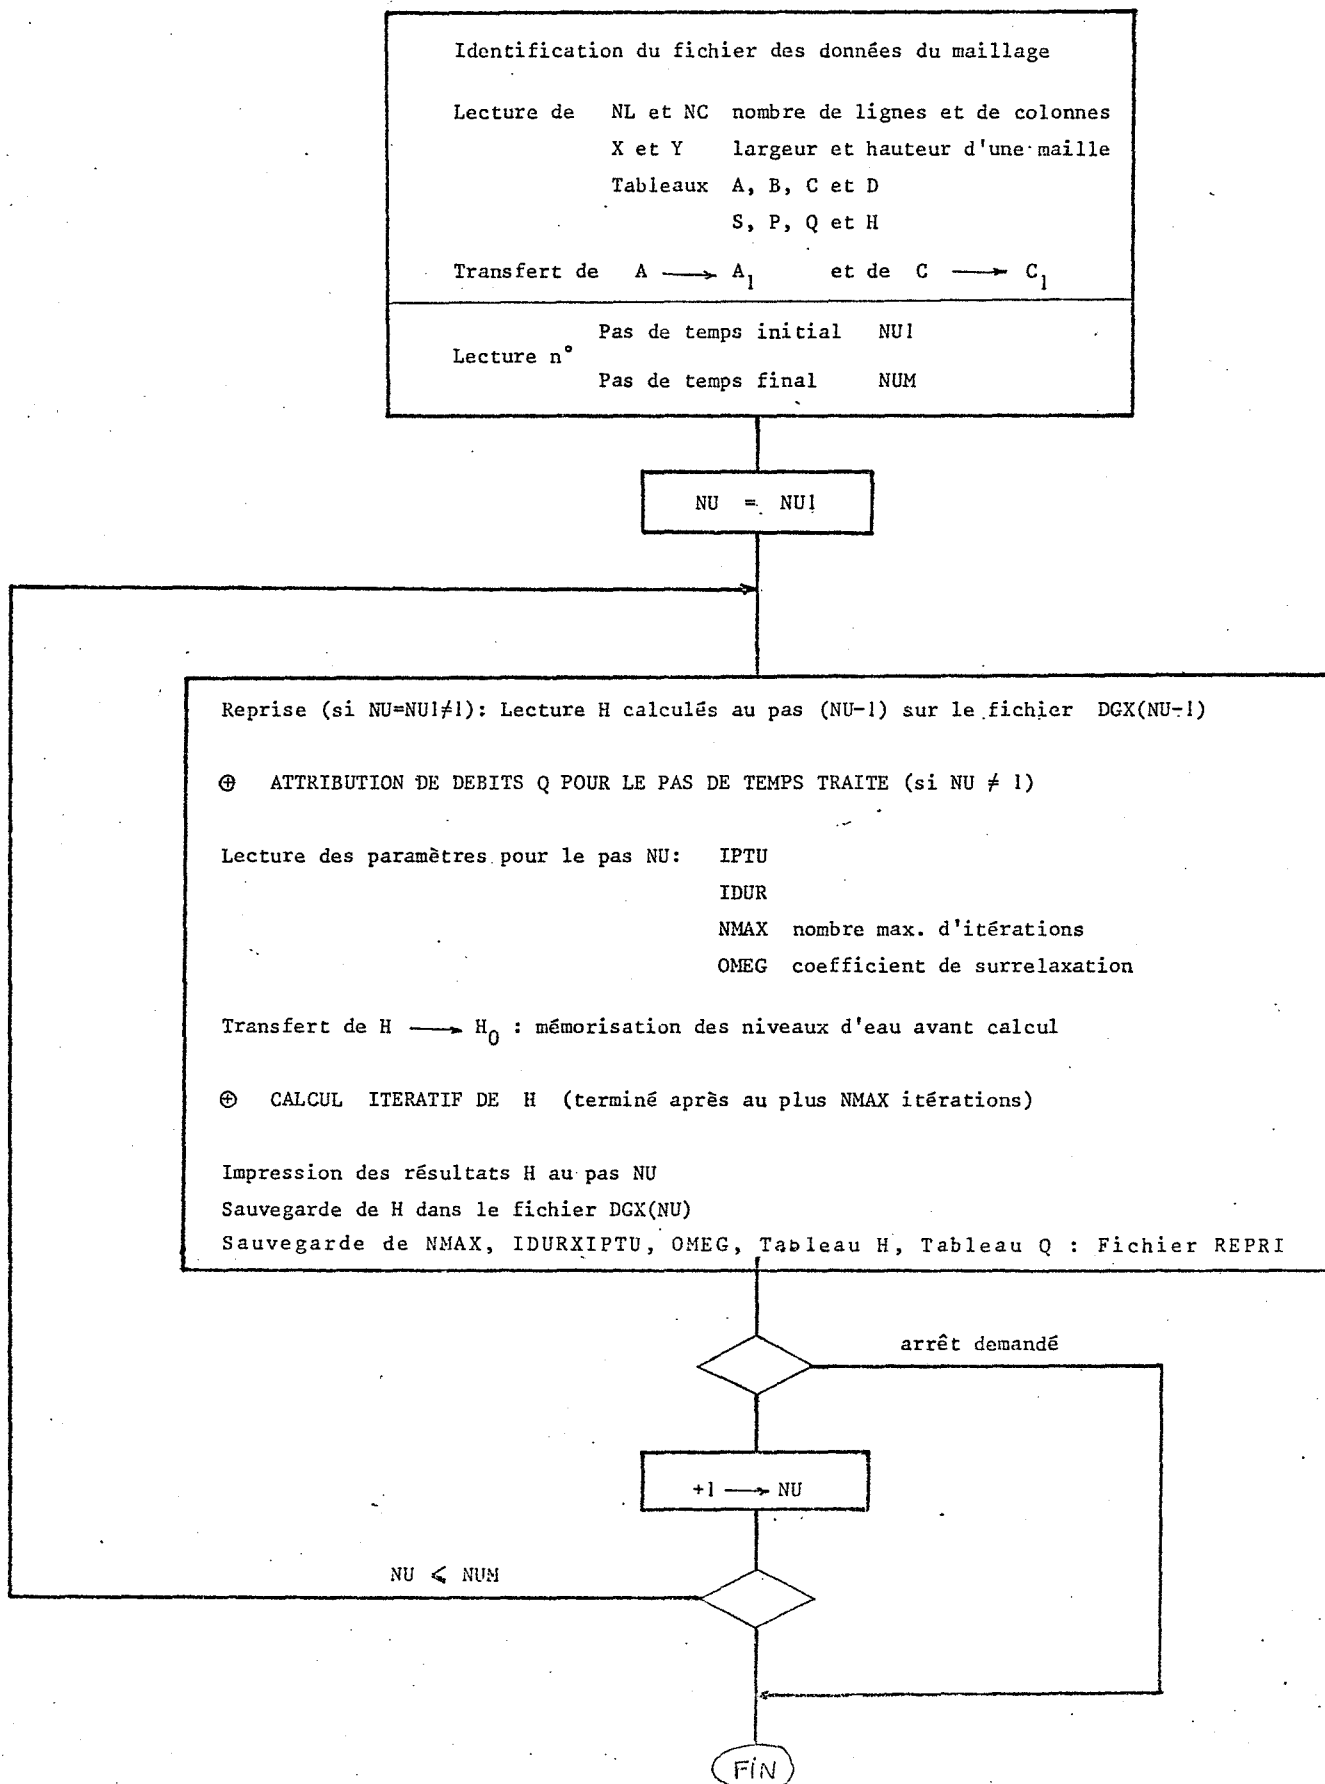 Identification du fichier des données du maillage
Lecture de NL et NC nombre de lignes et de colonnes
X et Y largeur et hauteur d'une maille
Tableaux A, B, C et D
S, P, Q et H
Transfert de A → A1 et de C → C1
Pas de temps initial NU1
Lecture n°
Pas de temps final NUM
NU = NU1
Reprise (si NU=NU1≠1): Lecture H calculés au pas (NU-1) sur le fichier DGX(NU-1)
⊕ ATTRIBUTION DE DEBITS Q POUR LE PAS DE TEMPS TRAITE (si NU ≠ 1)
Lecture des paramètres pour le pas NU: IPTU
IDUR
NMAX nombre max. d'itérations
OMEG coefficient de surrelaxation
Transfert de H → H0 : mémorisation des niveaux d'eau avant calcul
⊕ CALCUL ITERATIF DE H (terminé après au plus NMAX itérations)
Impression des résultats H au pas NU
Sauvegarde de H dans le fichier DGX(NU)
Sauvegarde de NMAX, IDURXIPTU, OMEG, Tableau H, Tableau Q : Fichier REPRI
arrêt demandé
+1 → NU
NU ⩽ NUM
FIN